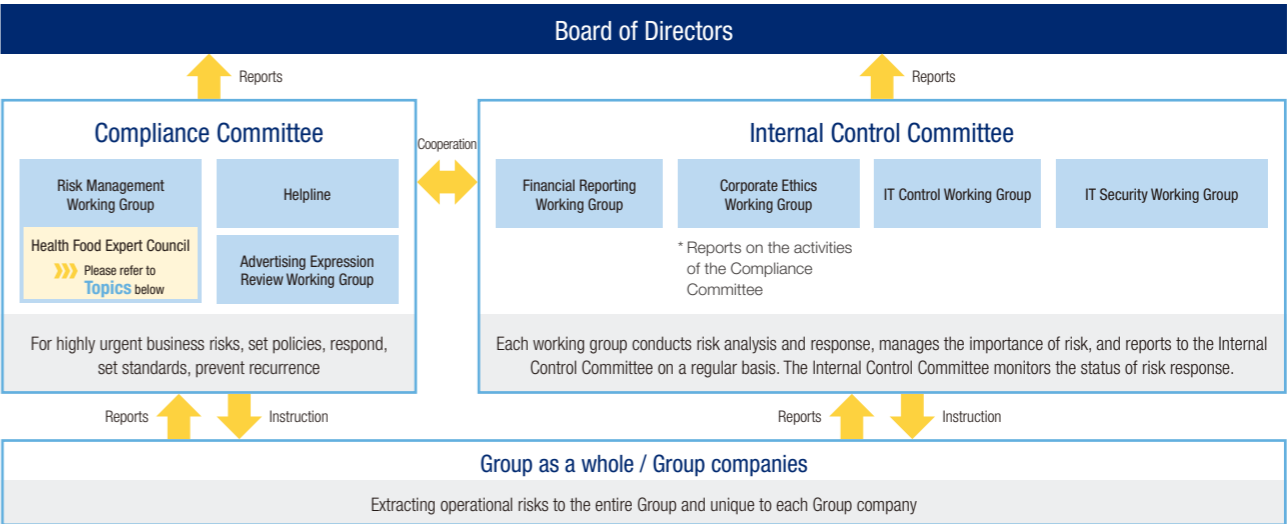 Board of Directors
Reports
Reports
Compliance Committee
Risk Management
Working Group
Helpline
Health Food Expert Council
Please refer to
Topics below
Advertising Expression
Review Working Group
For highly urgent business risks, set policies, respond,
set standards, prevent recurrence
Cooperation
Internal Control Committee
Financial Reporting
Working Group
Corporate Ethics
Working Group
IT Control Working Group
IT Security Working Group
* Reports on the activities
of the Compliance
Committee
Each working group conducts risk analysis and response, manages the importance of risk, and reports to the Internal
Control Committee on a regular basis. The Internal Control Committee monitors the status of risk response.
Reports
Instruction
Reports
Instruction
Group as a whole / Group companies
Extracting operational risks to the entire Group and unique to each Group company